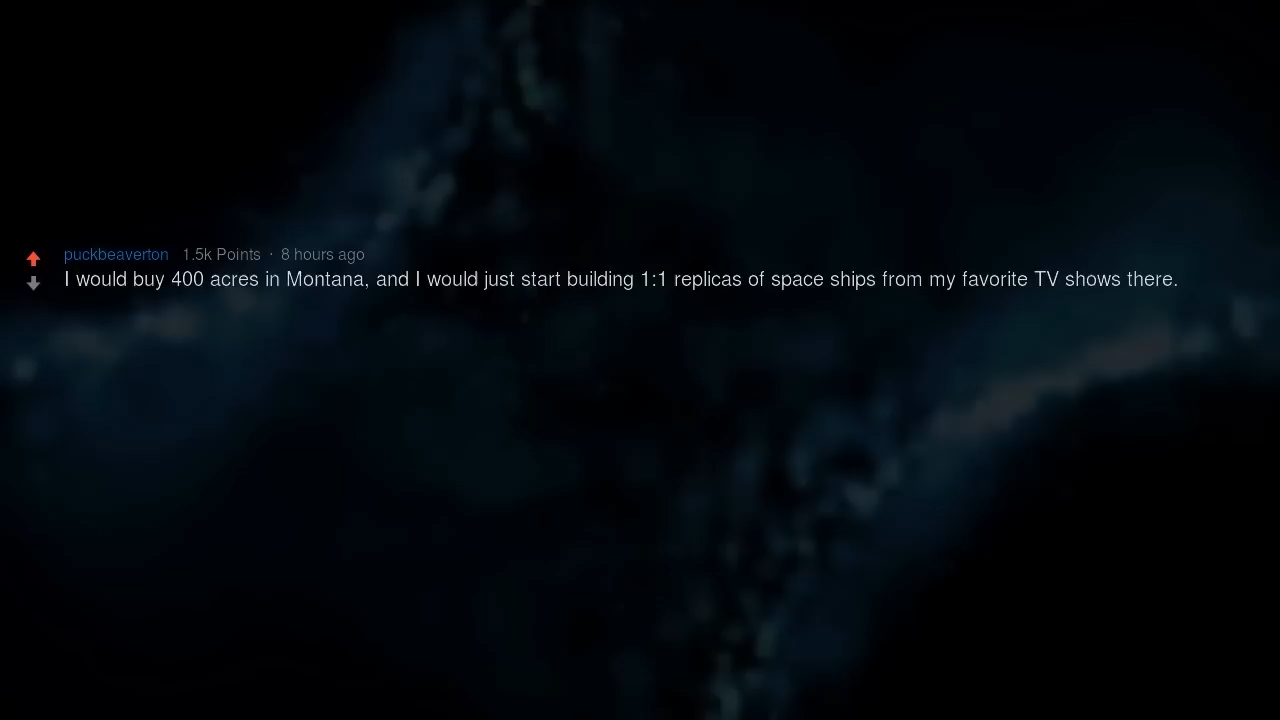 puckbeaverton 1.5k Points · 8 hours ago
I would buy 400 acres in Montana, and I would just start building 1:1 replicas of space ships from my favorite TV shows there.